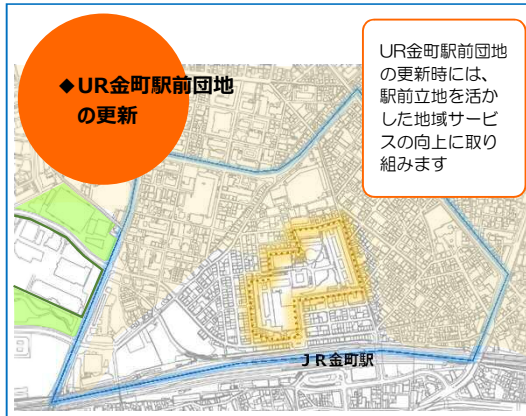 ◆UR金町駅前団地
の更新
UR金町駅前団地
の更新時には、
駅前立地を活か
した地域サービ
スの向上に取り
組みます
JR金町駅